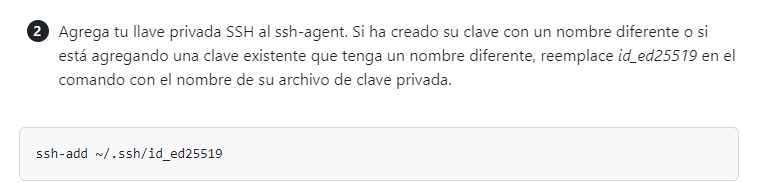 2 Agrega tu llave privada SSH al ssh-agent. Si ha creado su clave con un nombre diferente o si
está agregando una clave existente que tenga un nombre diferente, reemplace id_ed25519 en el
comando con el nombre de su archivo de clave privada.
ssh-add ~/.ssh/id_ed25519